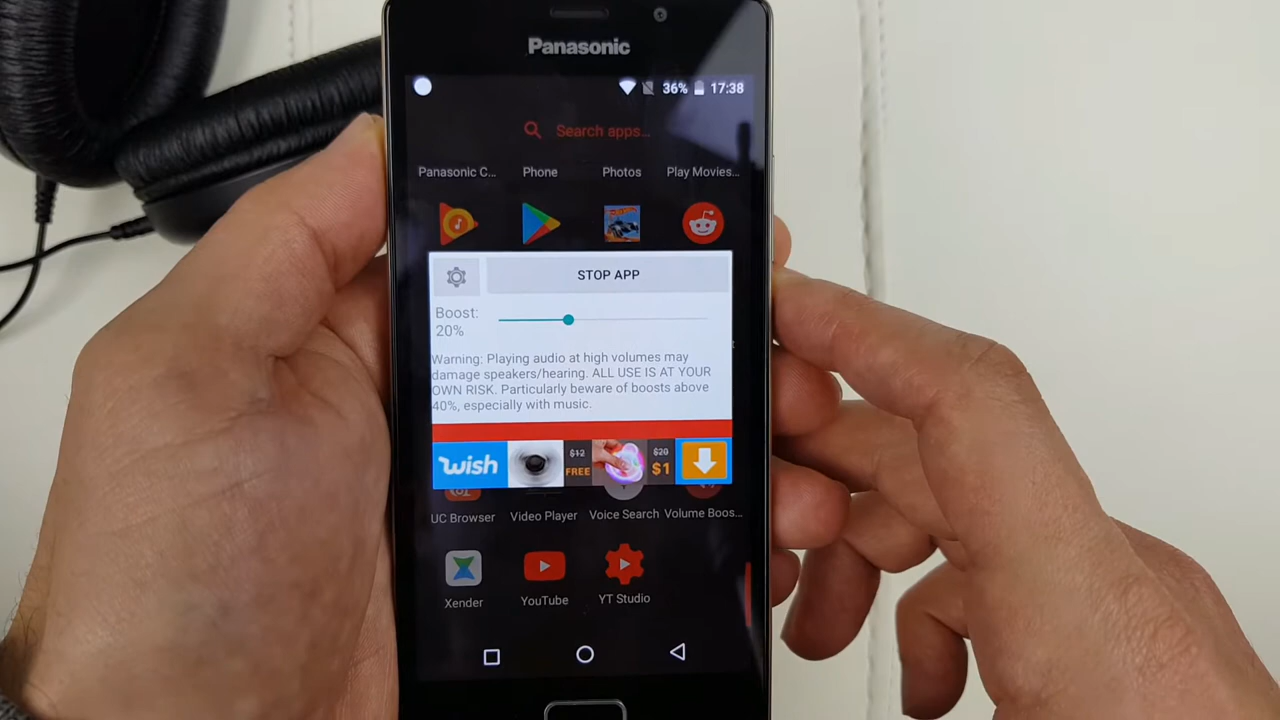 Panasonic
36% 17:38
Search apps...
Panasonic C... Phone Photos Play Movies...
STOP APP
Boost:
20%
Warning: Playing audio at high volumes may
damage speakers/hearing. ALL USE IS AT YOUR
OWN RISK. Particularly beware of boosts above
40%, especially with music.
wish $12 FREE $20 $1
UC Browser Video Player Voice Search Volume Boos...
Xender YouTube YT Studio